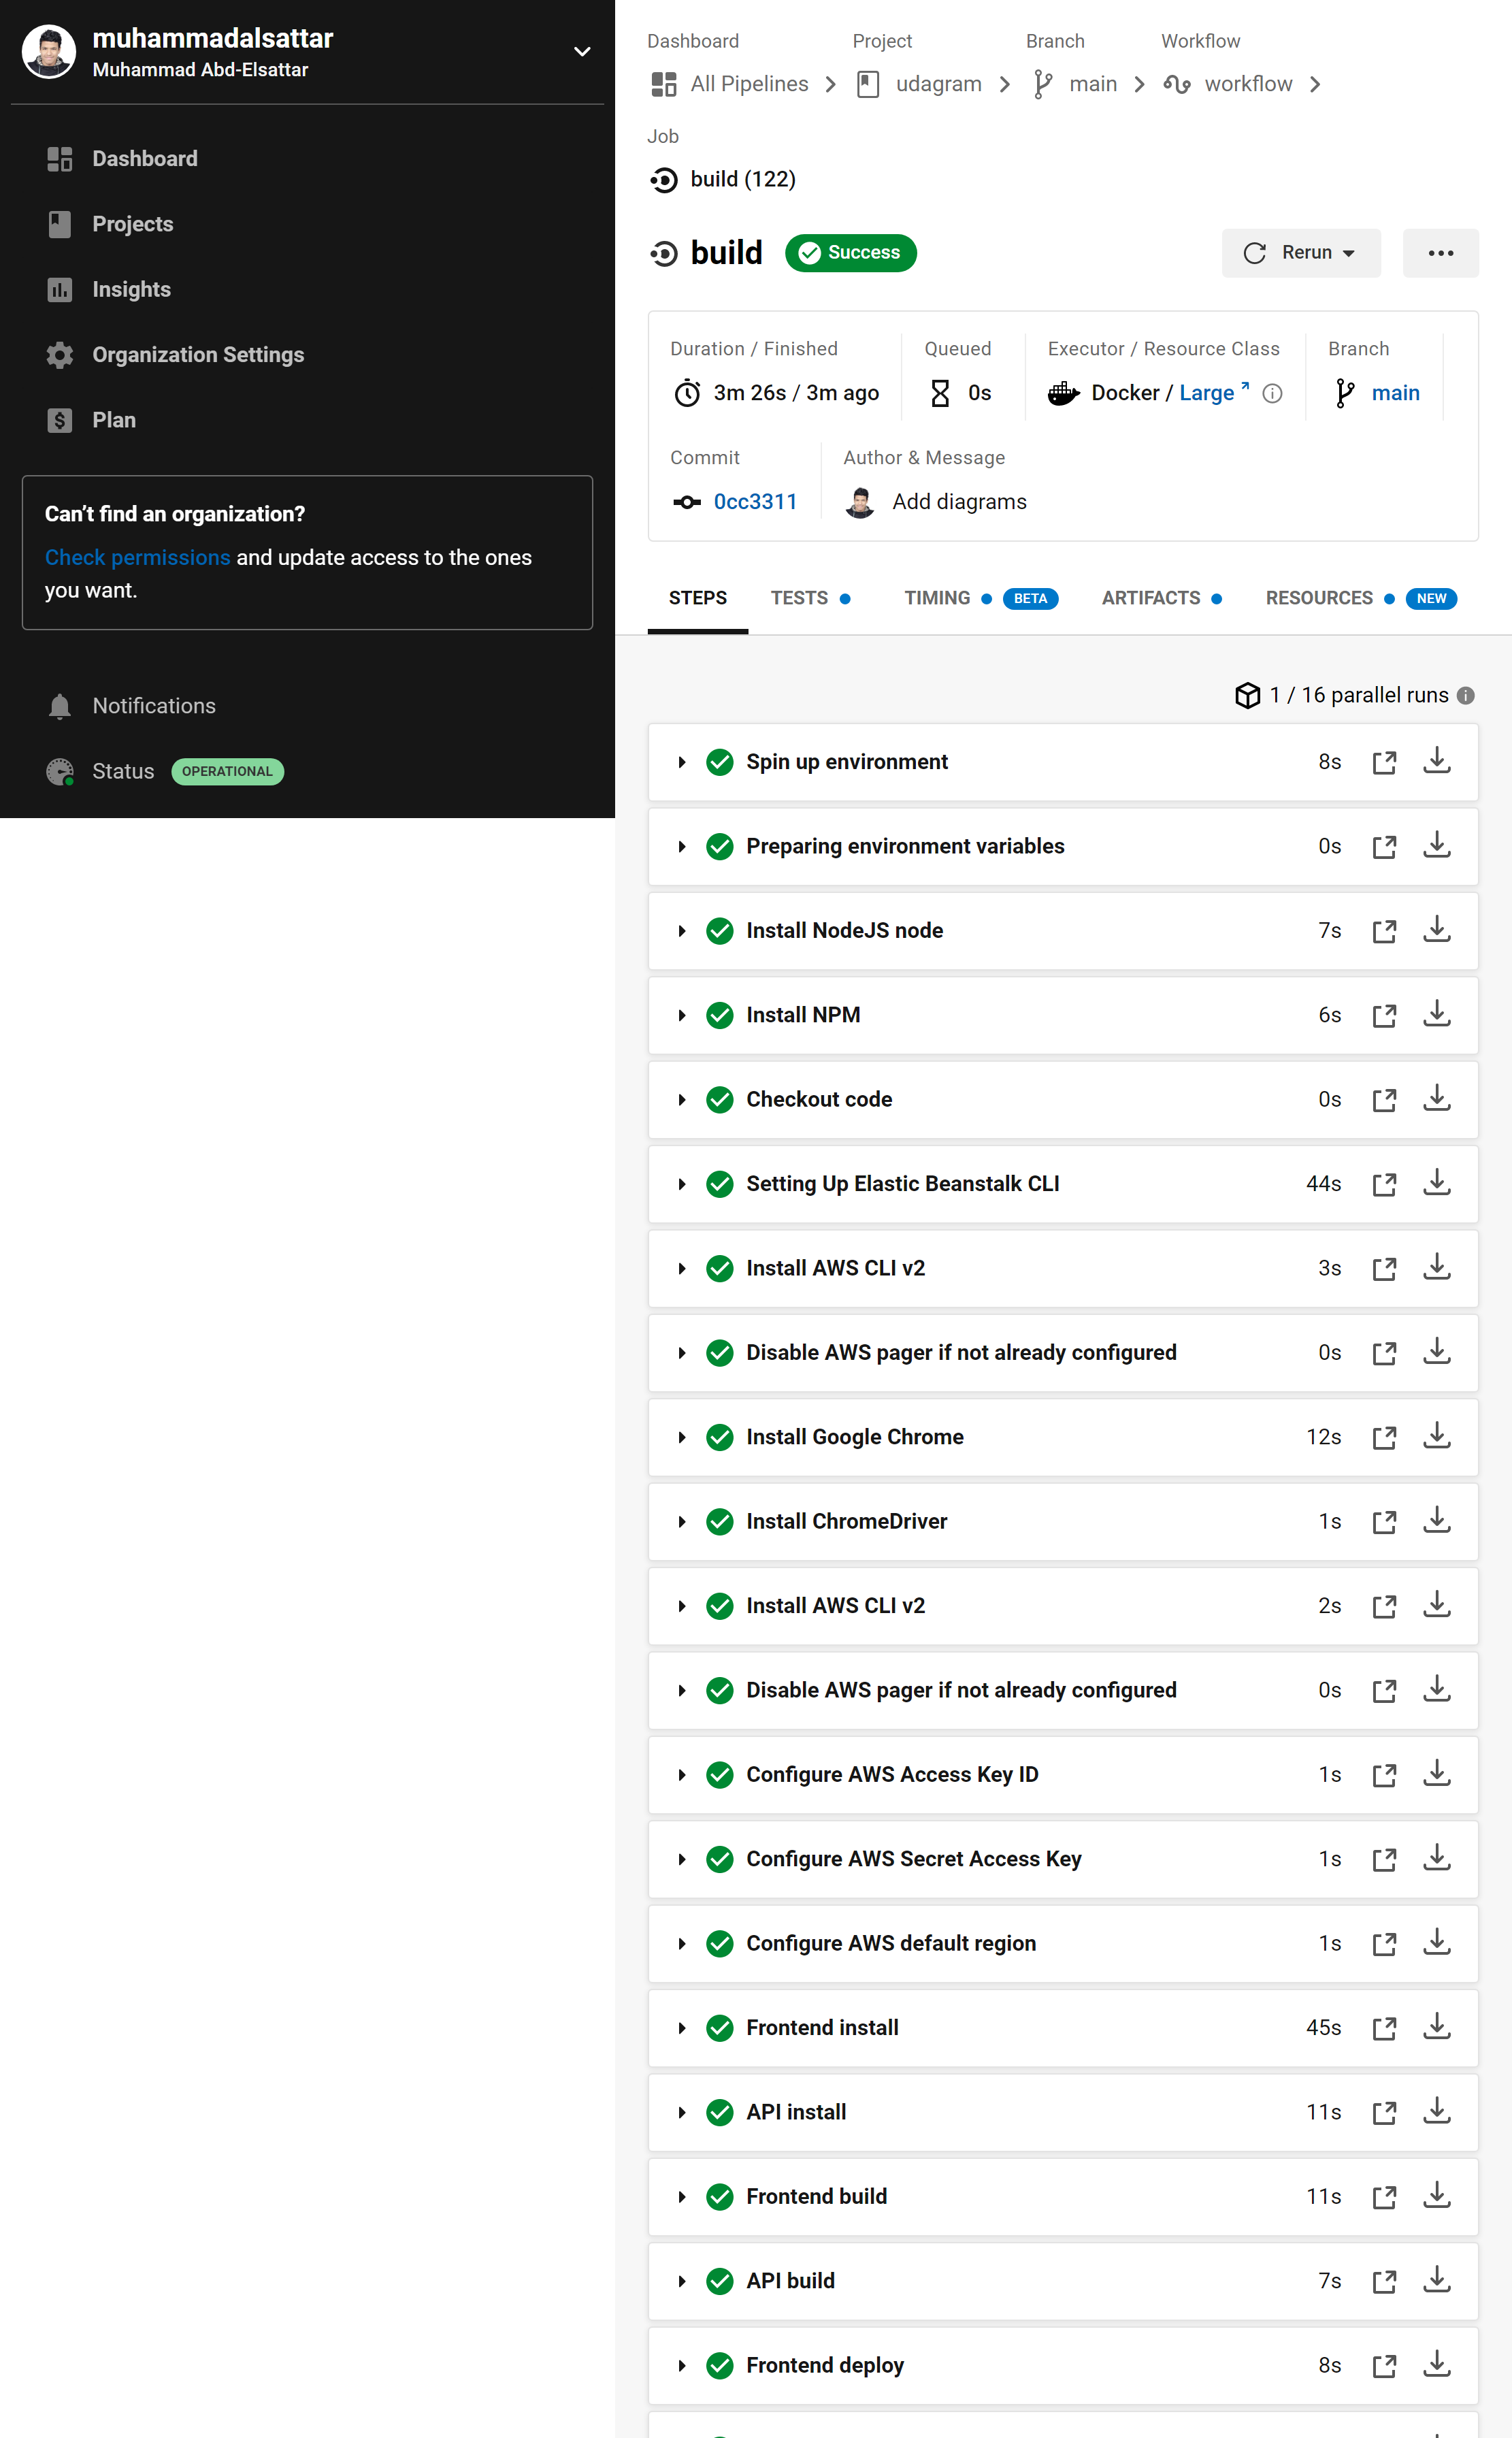 muhammadalsattar
Muhammad Abd-Elsattar
Dashboard
Projects
Insights
Organization Settings
Plan
Can’t find an organization?
Check permissions and update access to the ones
you want.
Notifications
Status OPERATIONAL
Dashboard Project Branch Workflow
All Pipelines udagram main workflow
Job
build (122)
build Success Rerun
Duration / Finished Queued Executor / Resource Class Branch
3m 26s / 3m ago 0s Docker / Large main
Commit Author & Message
0cc3311 Add diagrams
STEPS TESTS TIMING BETA ARTIFACTS RESOURCES NEW
1 / 16 parallel runs
Spin up environment 8s
Preparing environment variables 0s
Install NodeJS node 7s
Install NPM 6s
Checkout code 0s
Setting Up Elastic Beanstalk CLI 44s
Install AWS CLI v2 3s
Disable AWS pager if not already configured 0s
Install Google Chrome 12s
Install ChromeDriver 1s
Install AWS CLI v2 2s
Disable AWS pager if not already configured 0s
Configure AWS Access Key ID 1s
Configure AWS Secret Access Key 1s
Configure AWS default region 1s
Frontend install 45s
API install 11s
Frontend build 11s
API build 7s
Frontend deploy 8s